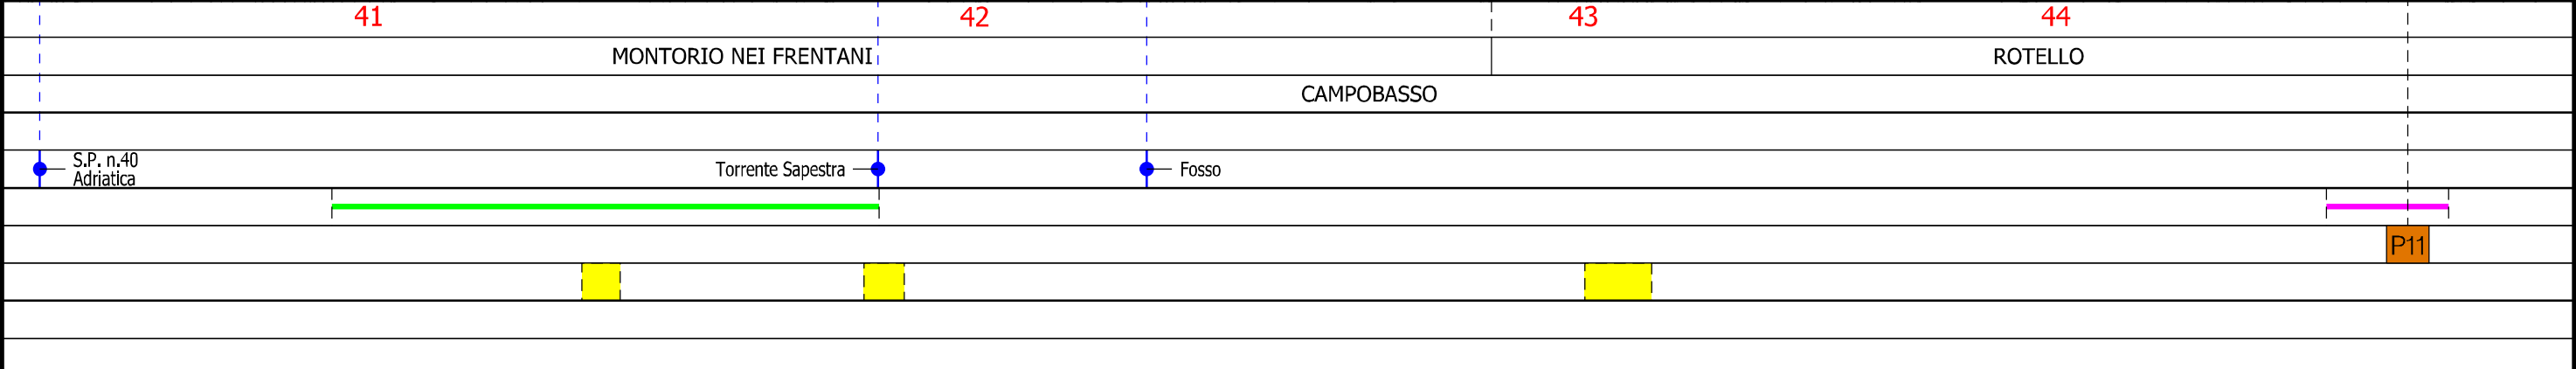 41 42 43 44
MONTORIO NEI FRENTANI ROTELLO
CAMPOBASSO
S.P. n.40
Adriatica
Torrente Sapestra
Fosso
P11